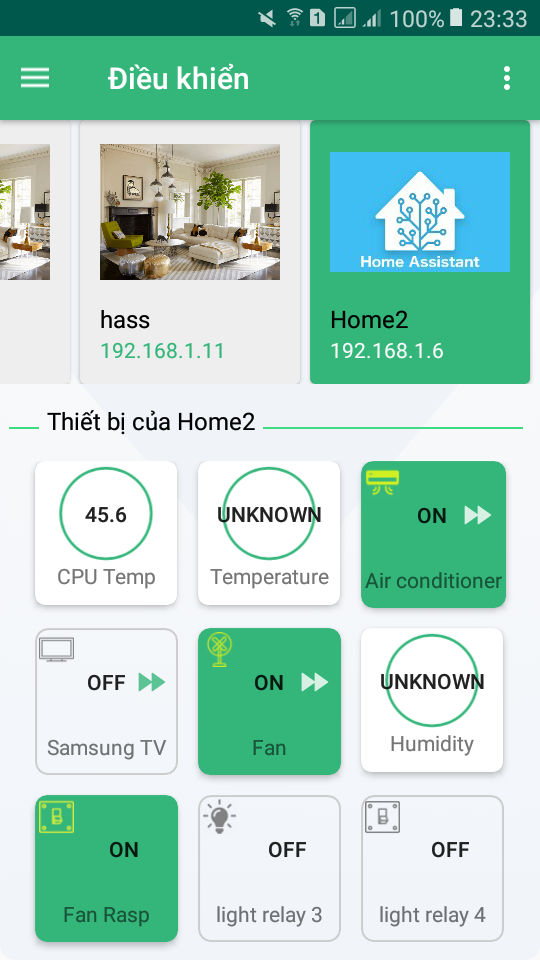 1 100% 23:33
Điều khiển
Home Assistant
hass
192.168.1.11
Home2
192.168.1.6
Thiết bị của Home2
45.6
CPU Temp
UNKNOWN
Temperature
ON
Air conditioner
OFF
Samsung TV
ON
Fan
UNKNOWN
Humidity
ON
Fan Rasp
OFF
light relay 3
OFF
light relay 4